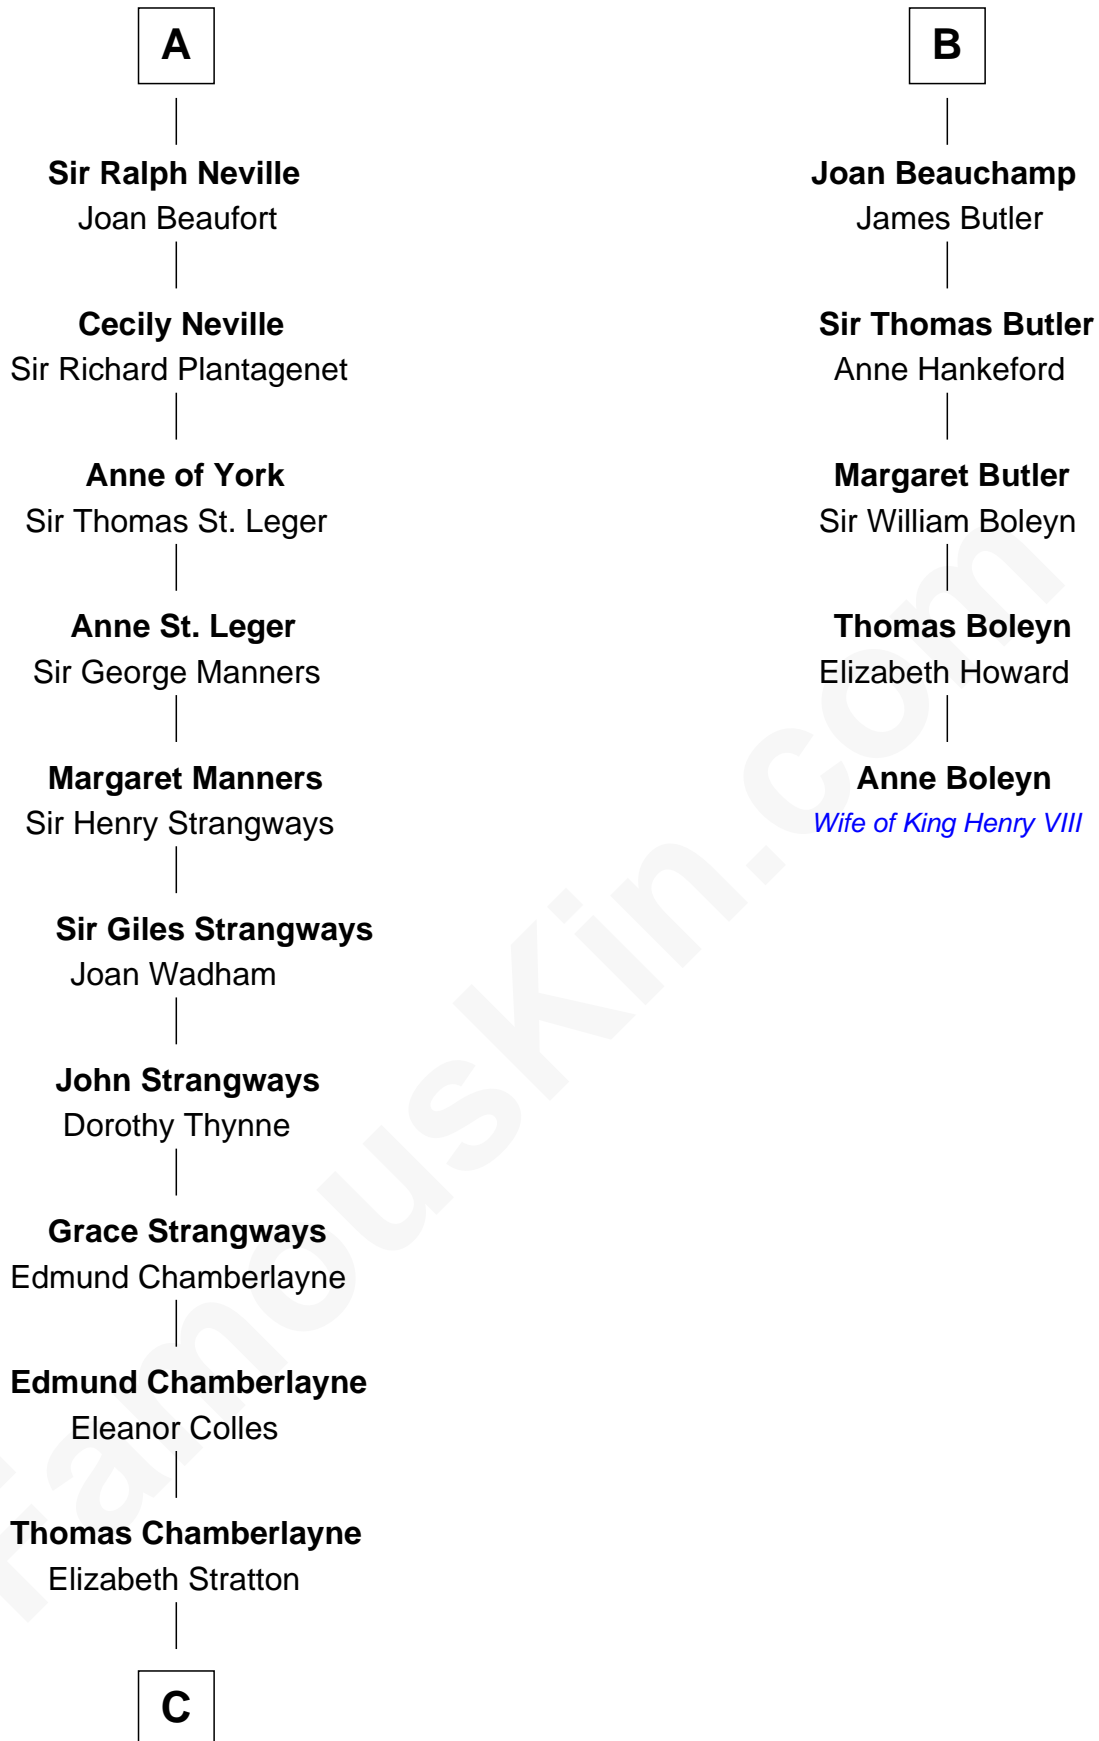 A
Sir Ralph Neville
Joan Beaufort
Cecily Neville
Sir Richard Plantagenet
Anne of York
Sir Thomas St. Leger
Anne St. Leger
Sir George Manners
Margaret Manners
Sir Henry Strangways
Sir Giles Strangways
Joan Wadham
John Strangways
Dorothy Thynne
Grace Strangways
Edmund Chamberlayne
Edmund Chamberlayne
Eleanor Colles
Thomas Chamberlayne
Elizabeth Stratton
C
B
Joan Beauchamp
James Butler
Sir Thomas Butler
Anne Hankeford
Margaret Butler
Sir William Boleyn
Thomas Boleyn
Elizabeth Howard
Anne Boleyn
Wife of King Henry VIII
FamousKin.com